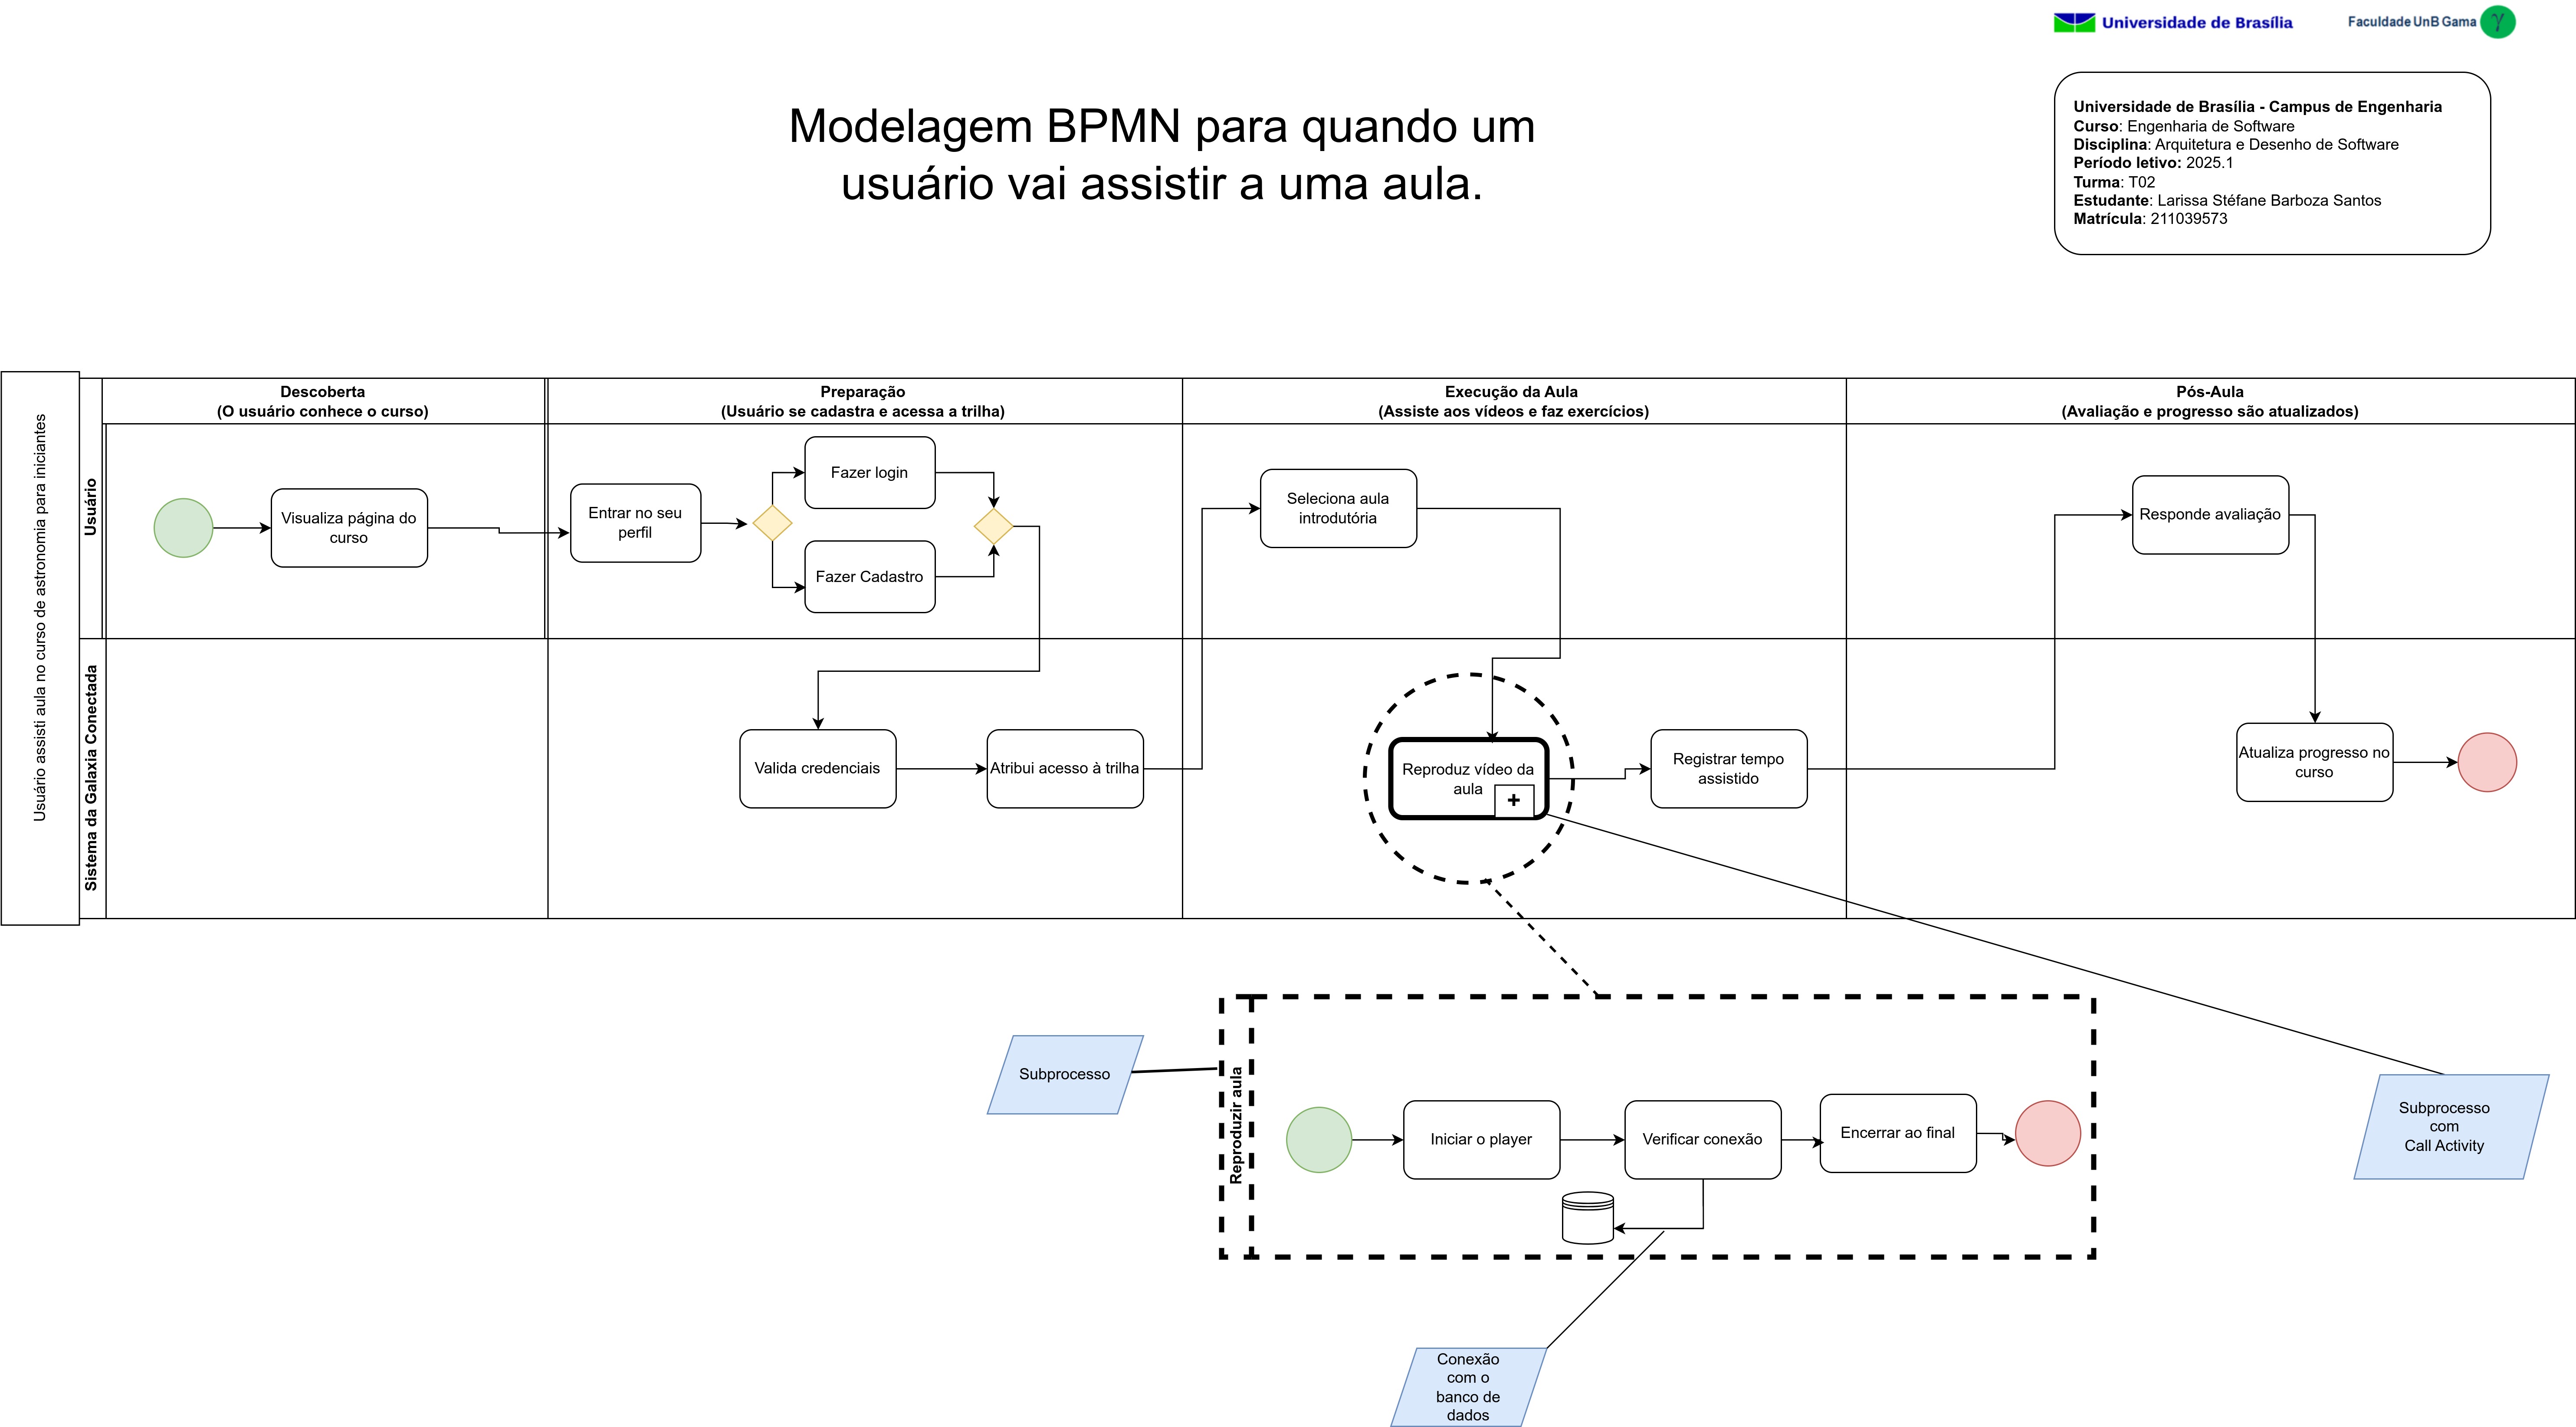 Universidade de Brasília
Faculdade UnB Gama
γ
Universidade de Brasília - Campus de Engenharia
Curso: Engenharia de Software
Disciplina: Arquitetura e Desenho de Software
Período letivo: 2025.1
Turma: T02
Estudante: Larissa Stéfane Barboza Santos
Matrícula: 211039573
Modelagem BPMN para quando um
usuário vai assistir a uma aula.
Usuário assisti aula no curso de astronomia para iniciantes
Descoberta
(O usuário conhece o curso)
Preparação
(Usuário se cadastra e acessa a trilha)
Execução da Aula
(Assiste aos vídeos e faz exercícios)
Pós-Aula
(Avaliação e progresso são atualizados)
Usuário
Visualiza página do
curso
Entrar no seu
perfil
Fazer login
Fazer Cadastro
Seleciona aula
introdutória
Responde avaliação
Sistema da Galaxia Conectada
Valida credenciais
Atribui acesso à trilha
Reproduz vídeo da
aula
+
Registrar tempo
assistido
Atualiza progresso no
curso
Subprocesso
Reproduzir aula
Iniciar o player
Verificar conexão
Encerrar ao final
Subprocesso
com
Call Activity
Conexão
com o
banco de
dados